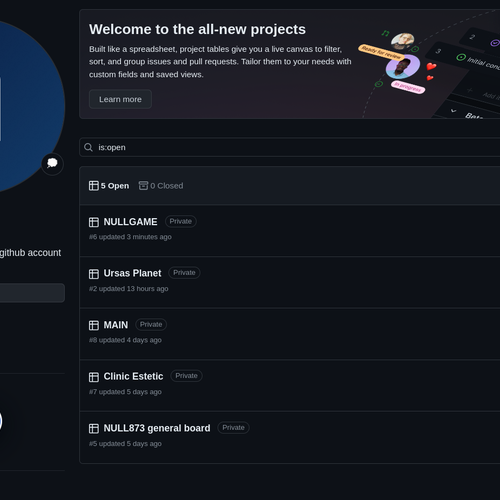 Welcome to the all-new projects
Built like a spreadsheet, project tables give you a live canvas to filter,
sort, and group issues and pull requests. Tailor them to your needs with
custom fields and saved views.
Learn more
Ready for review
In progress
2
3
Initial conc
Add it
Beta
is:open
5 Open
0 Closed
NULLGAME Private
#6 updated 3 minutes ago
github account
Ursas Planet Private
#2 updated 13 hours ago
MAIN Private
#8 updated 4 days ago
Clinic Estetic Private
#7 updated 5 days ago
NULL873 general board Private
#5 updated 5 days ago